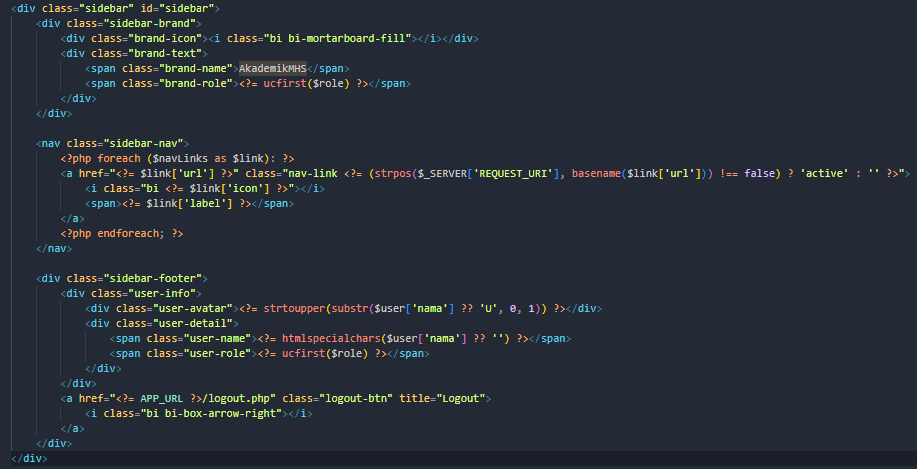 <div class="sidebar" id="sidebar">
    <div class="sidebar-brand">
        <div class="brand-icon"><i class="bi bi-mortarboard-fill"></i></div>
        <div class="brand-text">
            <span class="brand-name">AkademikMHS</span>
            <span class="brand-role"><?= ucfirst($role) ?></span>
        </div>
    </div>

    <nav class="sidebar-nav">
        <?php foreach ($navLinks as $link): ?>
        <a href="<?= $link['url'] ?>" class="nav-link <?= (strpos($_SERVER['REQUEST_URI'], basename($link['url'])) !== false) ? 'active' : '' ?>">
            <i class="bi <?= $link['icon'] ?>"></i>
            <span><?= $link['label'] ?></span>
        </a>
        <?php endforeach; ?>
    </nav>

    <div class="sidebar-footer">
        <div class="user-info">
            <div class="user-avatar"><?= strtoupper(substr($user['nama'] ?? 'U', 0, 1)) ?></div>
            <div class="user-detail">
                <span class="user-name"><?= htmlspecialchars($user['nama'] ?? '') ?></span>
                <span class="user-role"><?= ucfirst($role) ?></span>
            </div>
        </div>
        <a href="<?= APP_URL ?>/logout.php" class="logout-btn" title="Logout">
            <i class="bi bi-box-arrow-right"></i>
        </a>
    </div>
</div>